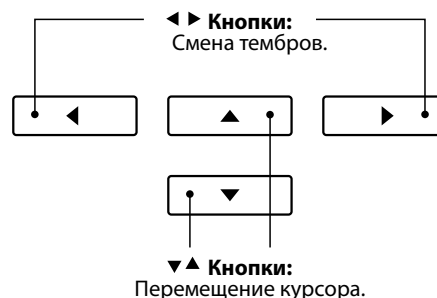 ◀ ▶ Кнопки:
Смена тембров.
▼▲ Кнопки:
Перемещение курсора.